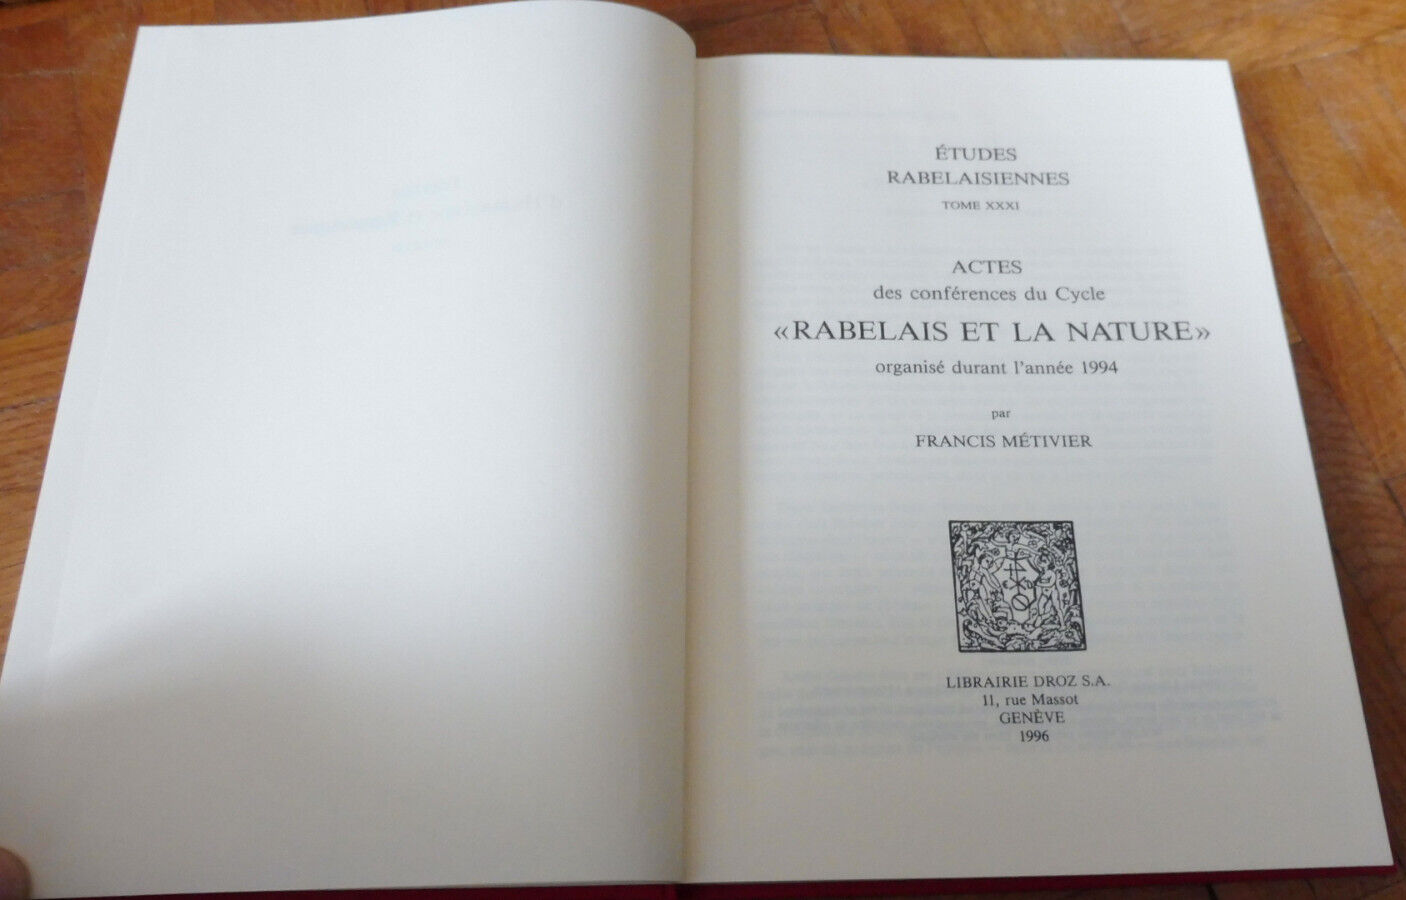 ÉTUDES
RABELAISIENNES
TOME XXXI
ACTES
des conférences du Cycle
«RABELAIS ET LA NATURE»
organisé durant l'année 1994
par
FRANCIS MÉTIVIER
LIBRAIRIE DROZ S.A.
11, rue Massot
GENÈVE
1996